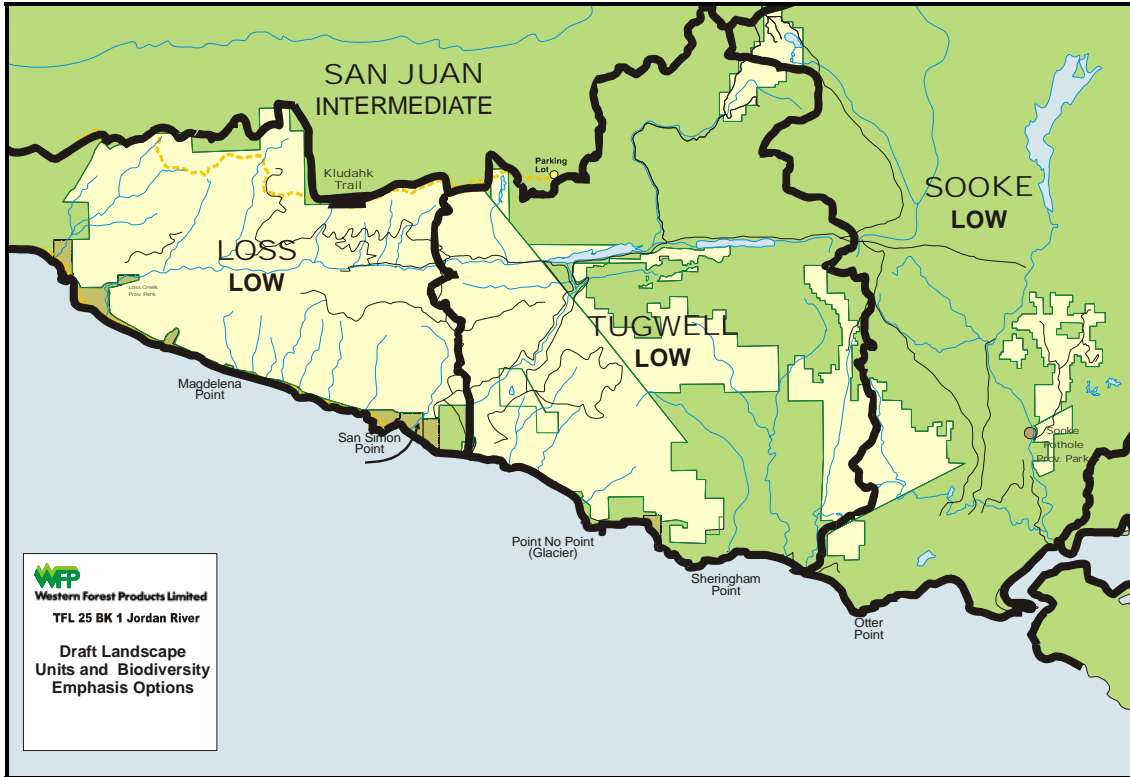 SAN JUAN
INTERMEDIATE
Parking
Lot
Kludahk
Trail
SOOKE
LOW
LOSS
LOW
Loss Creek
Prov. Park
TUGWELL
LOW
Magdelena
Point
San Simon
Point
Sooke
Pothole
Prov. Park
Point No Point
(Glacier)
Sheringham
Point
Otter
Point
WFP
Western Forest Products Limited
TFL 25 BK 1 Jordan River
Draft Landscape
Units and Biodiversity
Emphasis Options